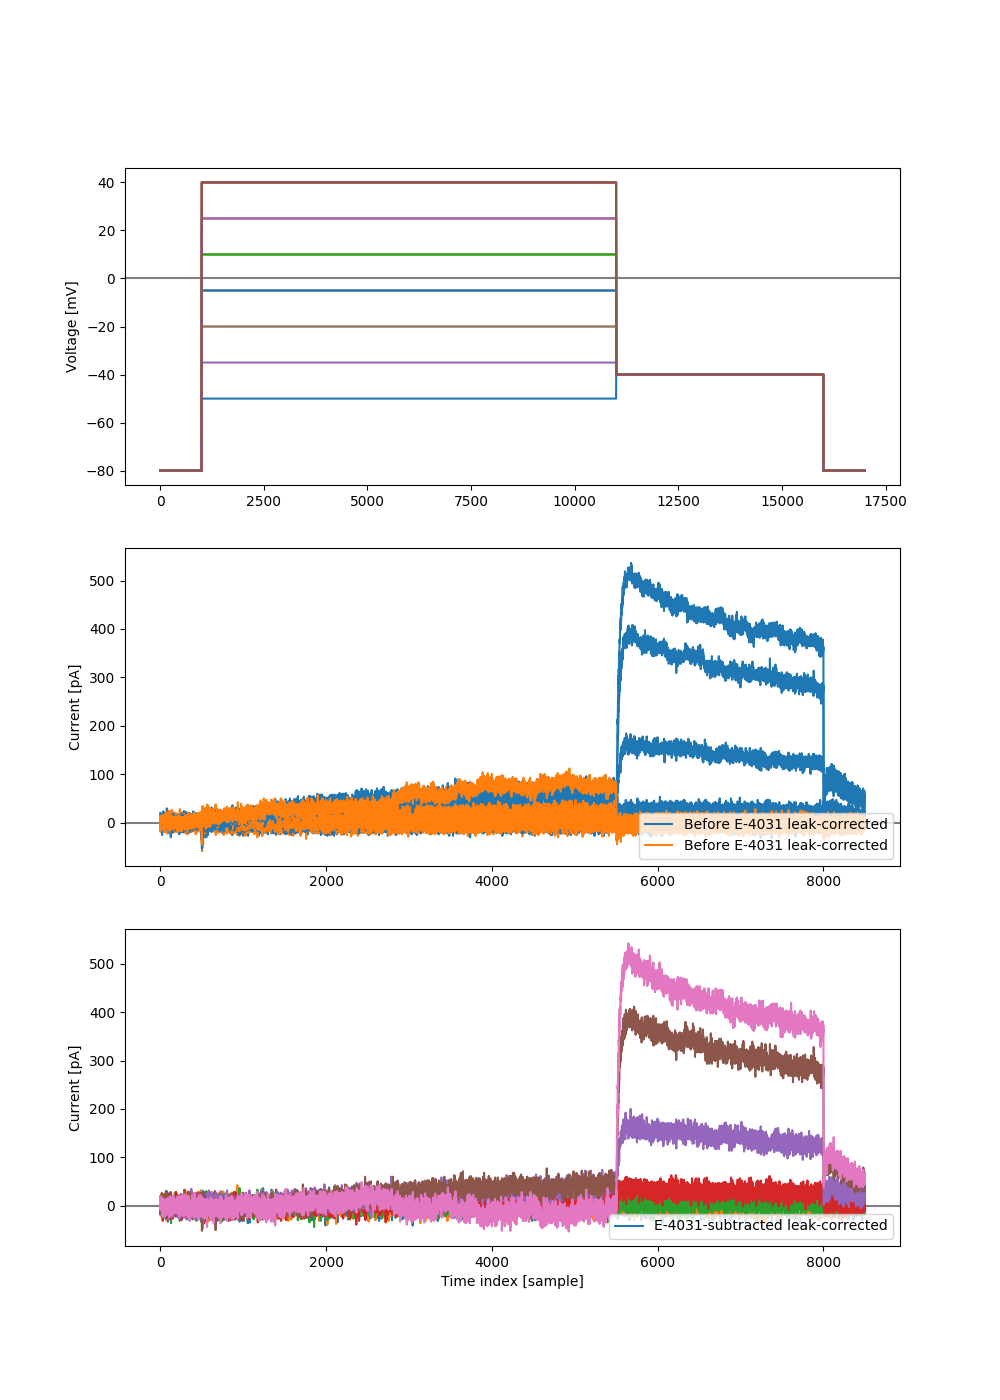 40
20
0
−20
−40
−60
−80
Voltage [mV]
0 2500 5000 7500 10000 12500 15000 17500
500
400
300
200
100
0
Current [pA]
Before E-4031 leak-corrected
Before E-4031 leak-corrected
0 2000 4000 6000 8000
500
400
300
200
100
0
Current [pA]
E-4031-subtracted leak-corrected
0 2000 4000 6000 8000
Time index [sample]